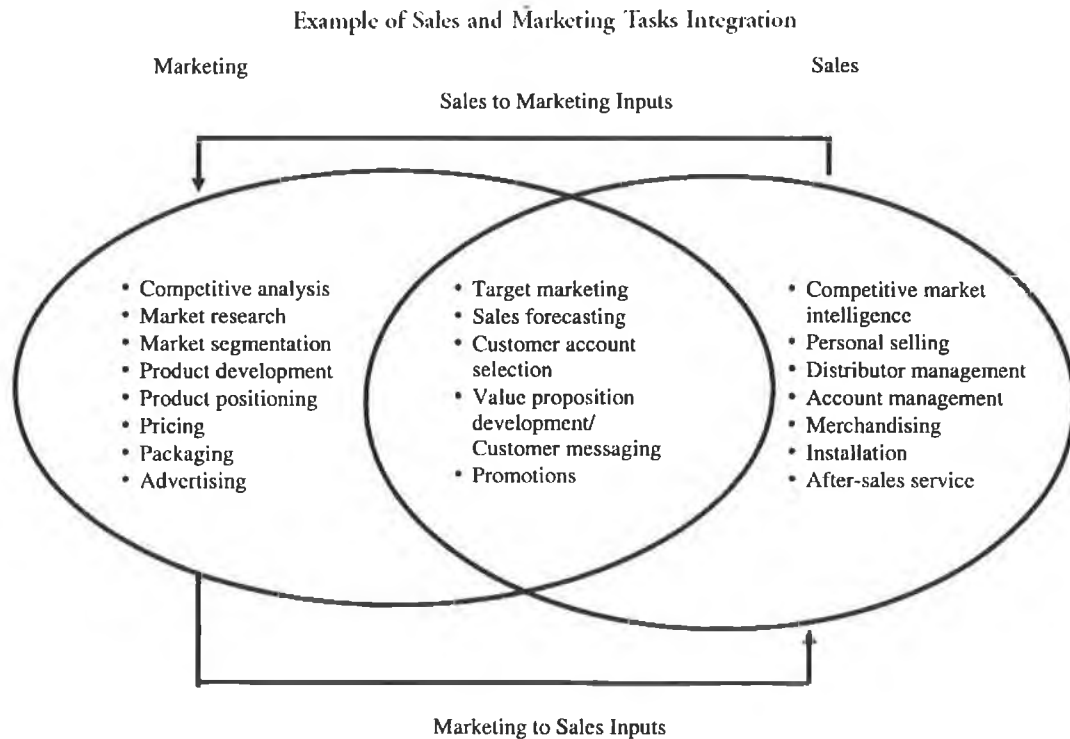 Example of Sales and Marketing Tasks Integration
Marketing
Sales
Sales to Marketing Inputs
• Competitive analysis
• Market research
• Market segmentation
• Product development
• Product positioning
• Pricing
• Packaging
• Advertising
• Target marketing
• Sales forecasting
• Customer account
selection
• Value proposition
development/
Customer messaging
• Promotions
• Competitive market
intelligence
• Personal selling
• Distributor management
• Account management
• Merchandising
• Installation
• After-sales service
Marketing to Sales Inputs